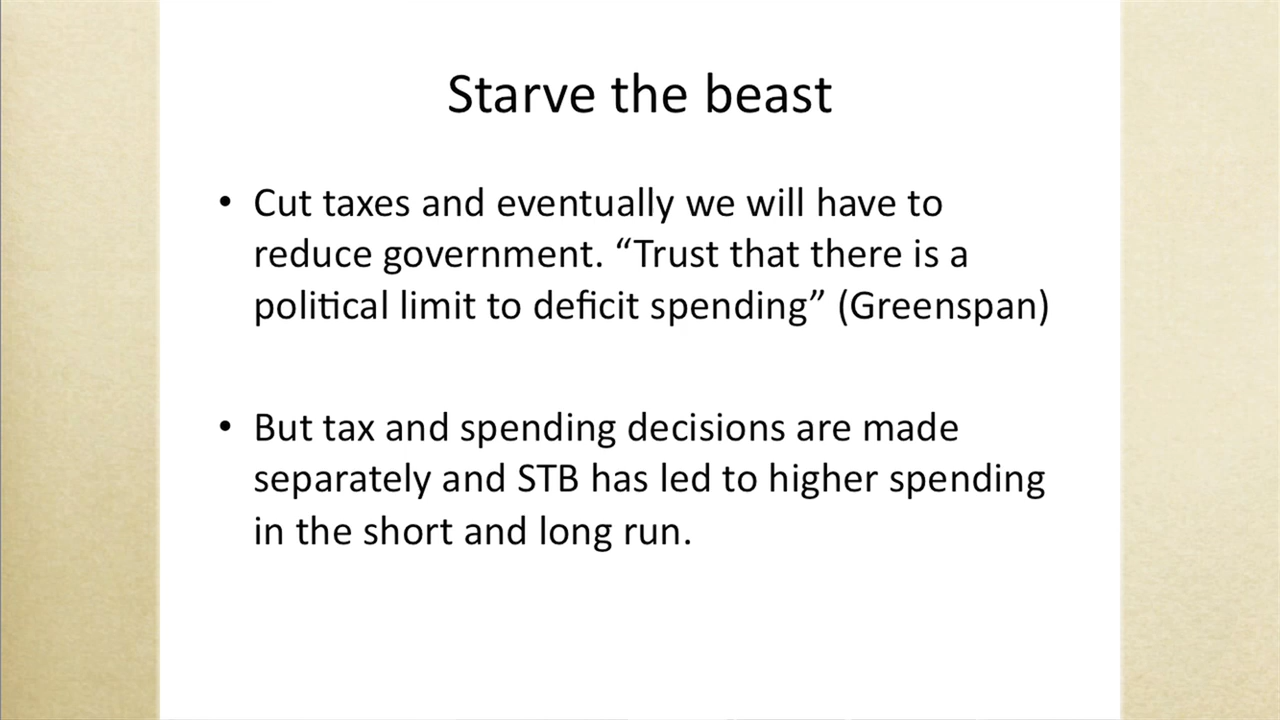 Starve the beast
• Cut taxes and eventually we will have to
reduce government. “Trust that there is a
political limit to deficit spending” (Greenspan)
• But tax and spending decisions are made
separately and STB has led to higher spending
in the short and long run.